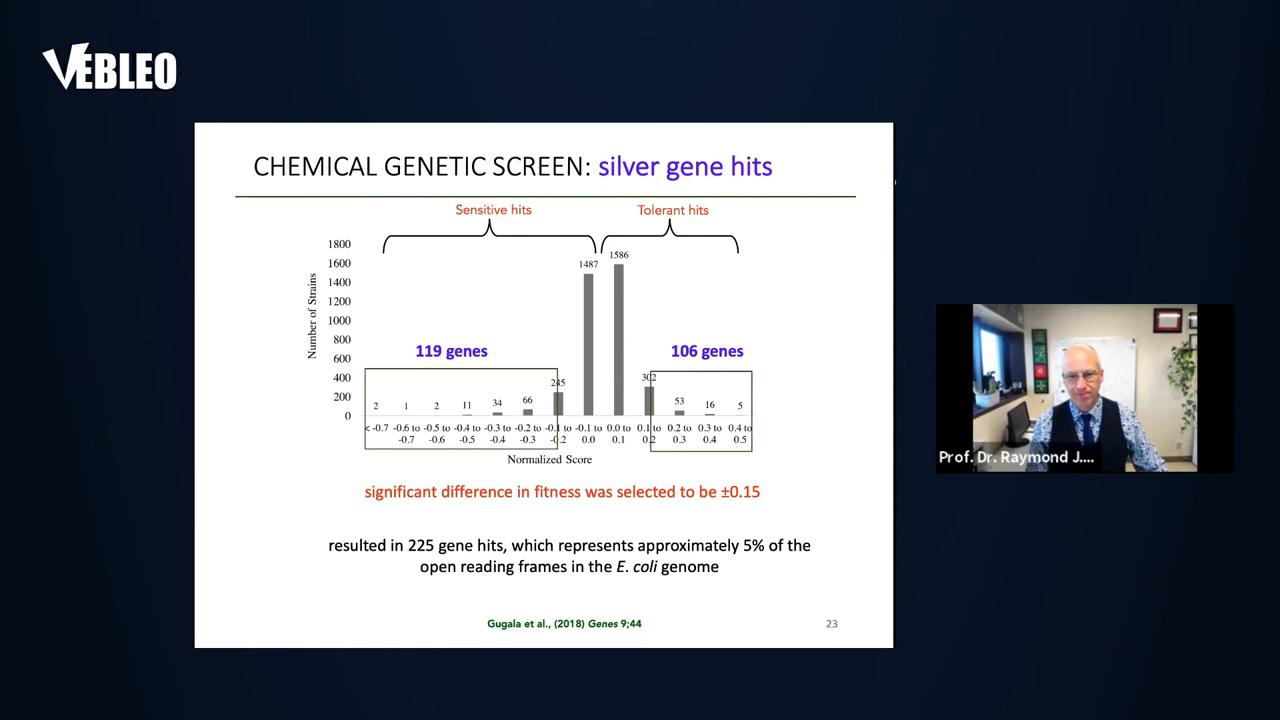 VEBLEO
CHEMICAL GENETIC SCREEN: silver gene hits
Sensitive hits
Tolerant hits
Number of Strains
1800
1600
1400
1200
1000
800
600
400
200
0
119 genes
106 genes
2 1 2 11 34 66 245 1487 1586 302 53 16 5
< -0.7 -0.6 to -0.5 to -0.4 to -0.3 to -0.2 to -0.1 to -0.1 to 0.0 to 0.1 to 0.2 to 0.3 to 0.4 to
-0.7 -0.6 -0.5 -0.4 -0.3 -0.2 0.0 0.1 0.2 0.3 0.4 0.5
Normalized Score
significant difference in fitness was selected to be ±0.15
resulted in 225 gene hits, which represents approximately 5% of the
open reading frames in the E. coli genome
Gugala et al., (2018) Genes 9;44
23
Prof. Dr. Raymond J....